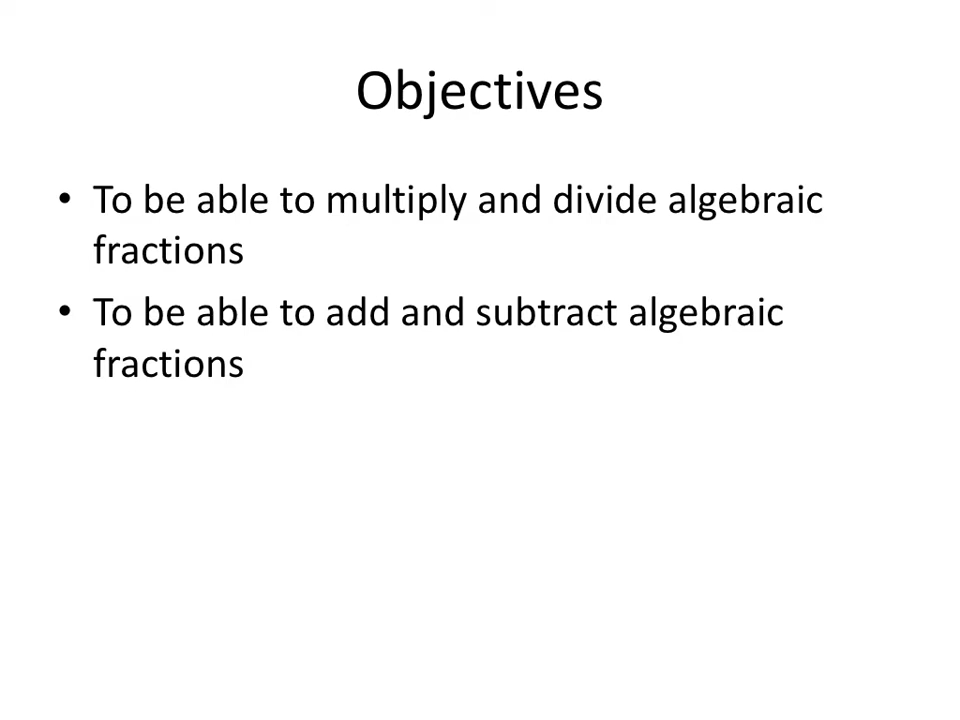 Objectives
• To be able to multiply and divide algebraic
fractions
• To be able to add and subtract algebraic
fractions